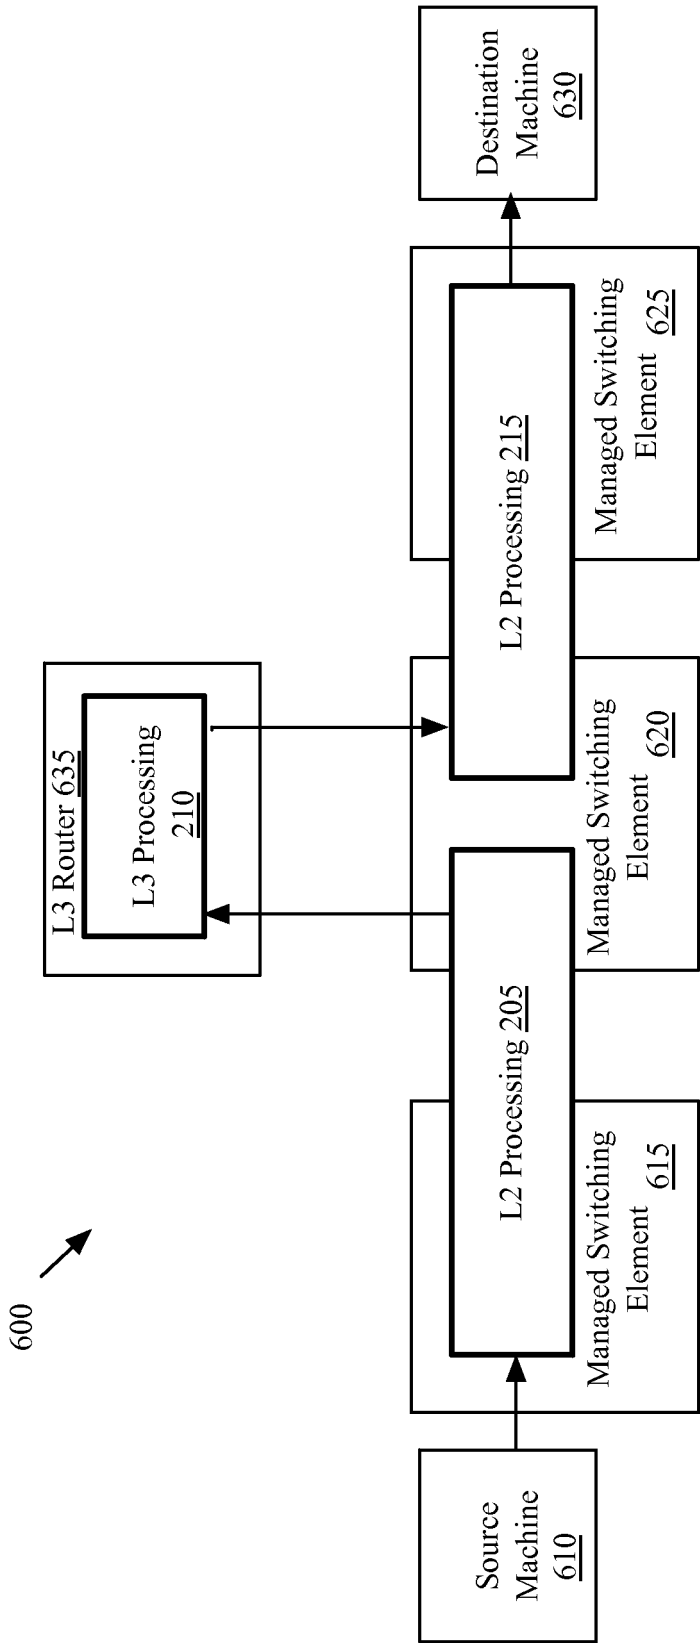 600
L3 Router 635
L3 Processing
210
Source
Machine
610
L2 Processing 205
Managed Switching
Element 615
Managed Switching
Element 620
L2 Processing 215
Managed Switching
Element 625
Destination
Machine
630